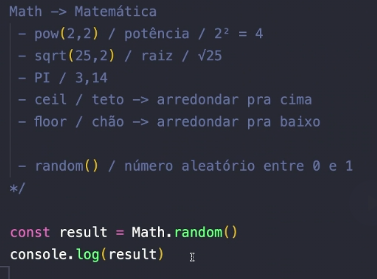 Math -> Matemática
- pow(2,2) / potência / 2² = 4
- sqrt(25,2) / raiz / √25
- PI / 3,14
- ceil / teto -> arredondar pra cima
- floor / chão -> arredondar pra baixo
- random() / número aleatório entre 0 e 1
*/
const result = Math.random()
console.log(result)